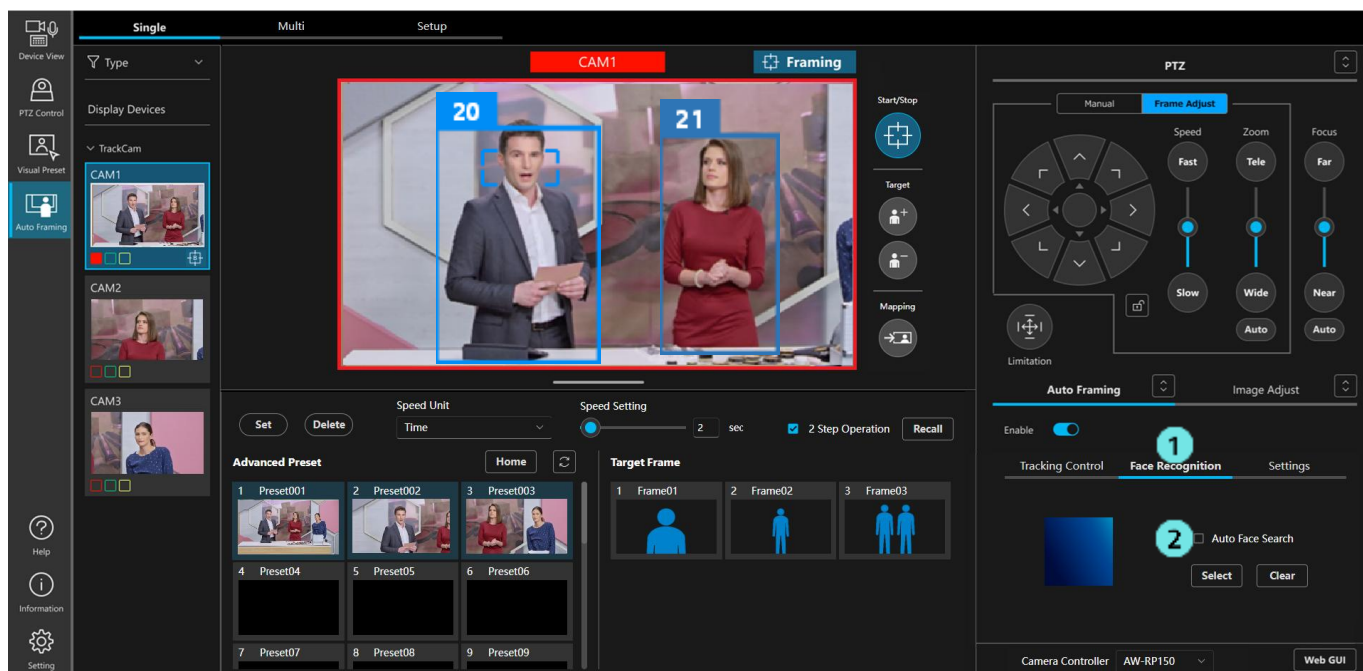 Single
Multi
Setup
Device View
PTZ Control
Visual Preset
Auto Framing
Help
Information
Setting
Type
Display Devices
TrackCam
CAM1
CAM2
CAM3
CAM1
Framing
20
21
Start/Stop
Target
Mapping
Set
Delete
Speed Unit
Time
Speed Setting
2 sec
2 Step Operation
Recall
Advanced Preset
Home
1 Preset001
2 Preset002
3 Preset003
4 Preset04
5 Preset05
6 Preset06
7 Preset07
8 Preset08
9 Preset09
Target Frame
1 Frame01
2 Frame02
3 Frame03
PTZ
Manual
Frame Adjust
Speed
Zoom
Focus
Fast
Tele
Far
Slow
Wide
Near
Auto
Auto
Limitation
Auto Framing
Image Adjust
Enable
1
Tracking Control
Face Recognition
Settings
2
Auto Face Search
Select
Clear
Camera Controller
AW-RP150
Web GUI